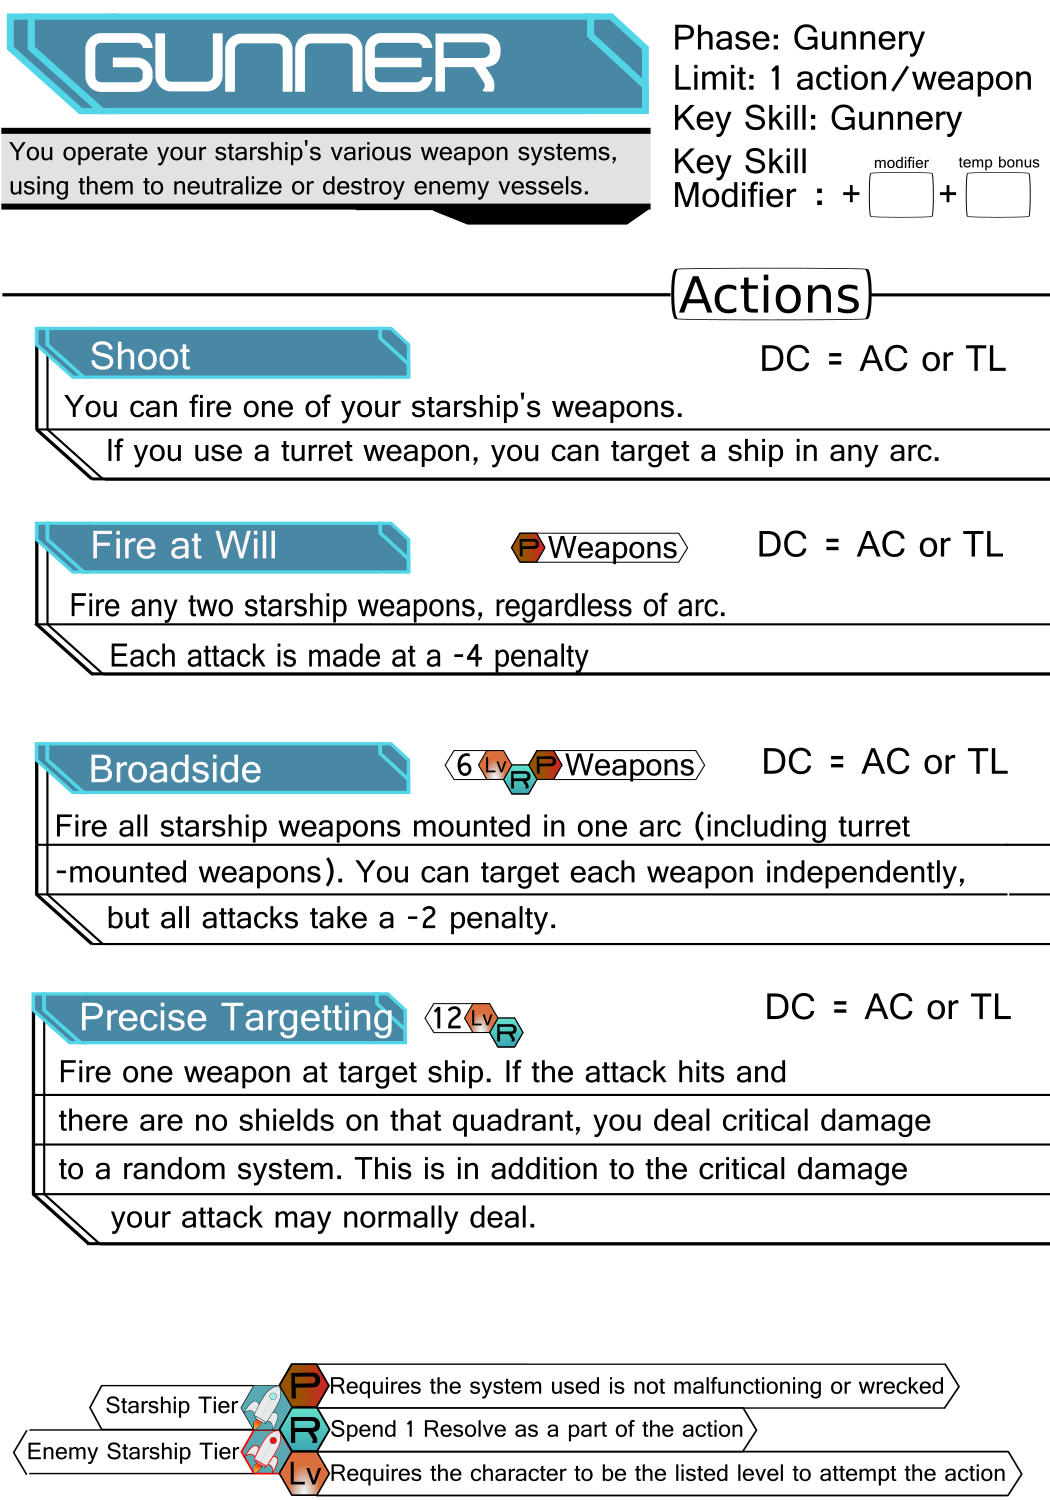 GUNNER
Phase: Gunnery
Limit: 1 action/weapon
Key Skill: Gunnery
Key Skill
Modifier : + modifier + temp bonus
You operate your starship's various weapon systems,
using them to neutralize or destroy enemy vessels.
Actions
Shoot
DC = AC or TL
You can fire one of your starship's weapons.
If you use a turret weapon, you can target a ship in any arc.
Fire at Will
P Weapons
DC = AC or TL
Fire any two starship weapons, regardless of arc.
Each attack is made at a -4 penalty
Broadside
6 Lv R P Weapons
DC = AC or TL
Fire all starship weapons mounted in one arc (including turret
-mounted weapons). You can target each weapon independently,
but all attacks take a -2 penalty.
Precise Targetting
12 Lv R
DC = AC or TL
Fire one weapon at target ship. If the attack hits and
there are no shields on that quadrant, you deal critical damage
to a random system. This is in addition to the critical damage
your attack may normally deal.
P Requires the system used is not malfunctioning or wrecked
Starship Tier
R Spend 1 Resolve as a part of the action
Enemy Starship Tier
Lv Requires the character to be the listed level to attempt the action